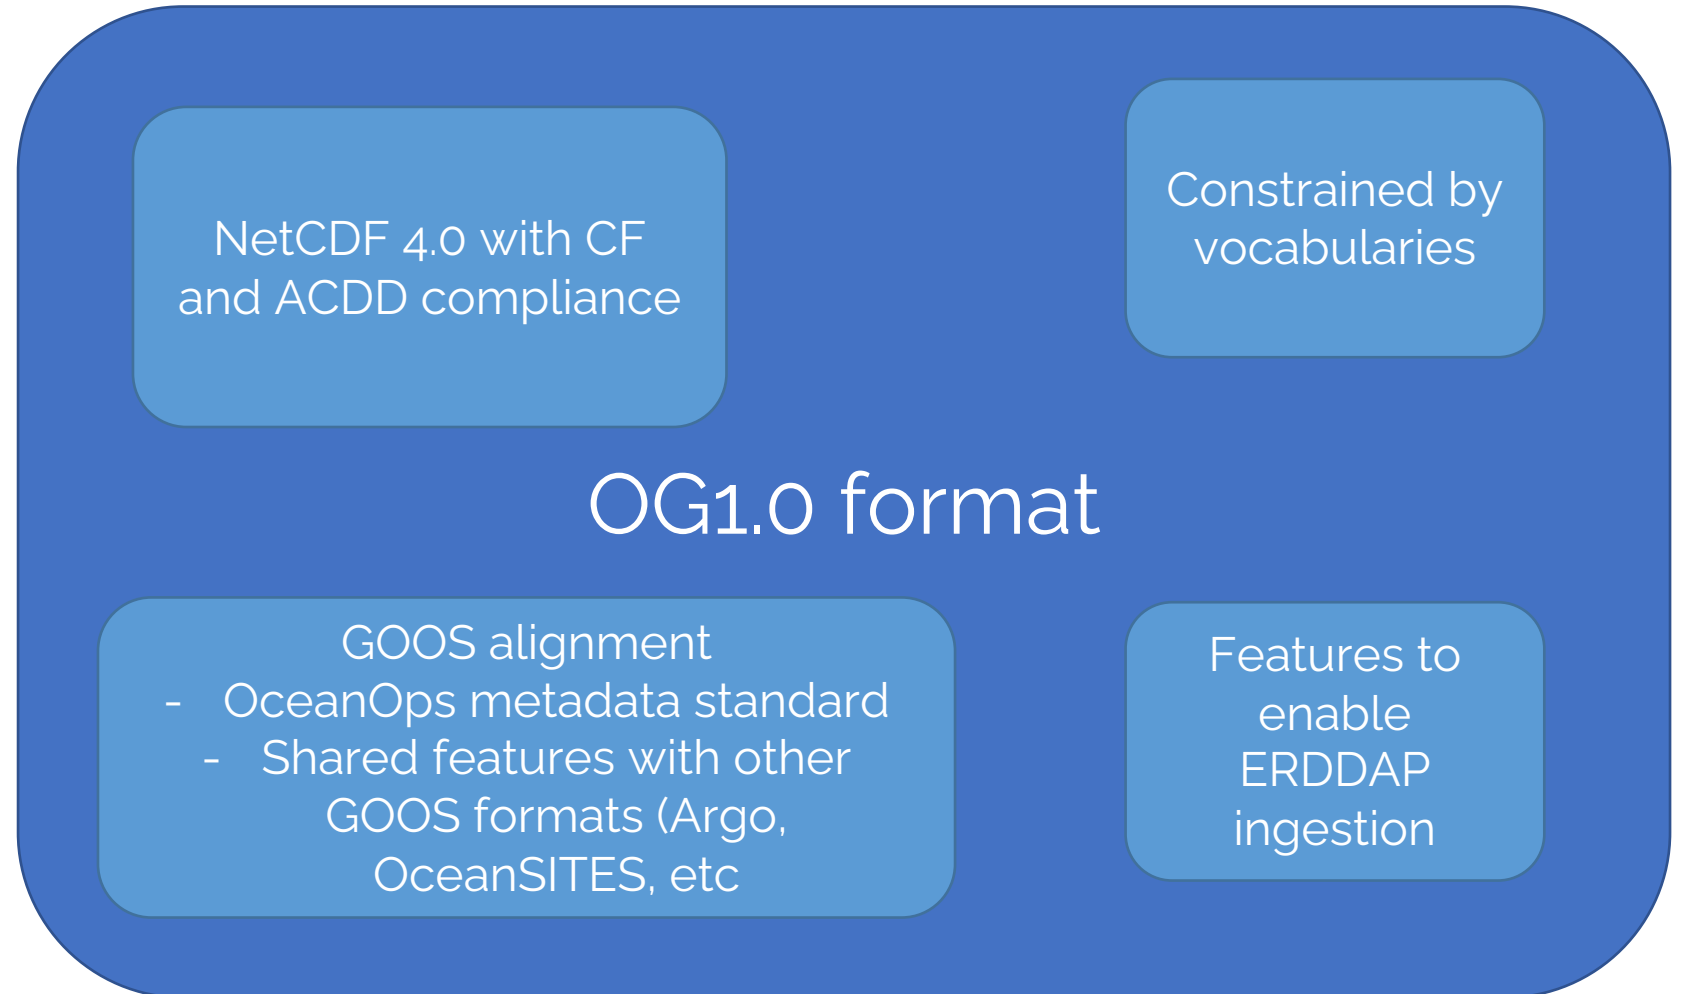 NetCDF 4.0 with CF
and ACDD compliance
Constrained by
vocabularies
OG1.0 format
GOOS alignment
- OceanOps metadata standard
- Shared features with other
GOOS formats (Argo,
OceanSITES, etc
Features to
enable
ERDDAP
ingestion